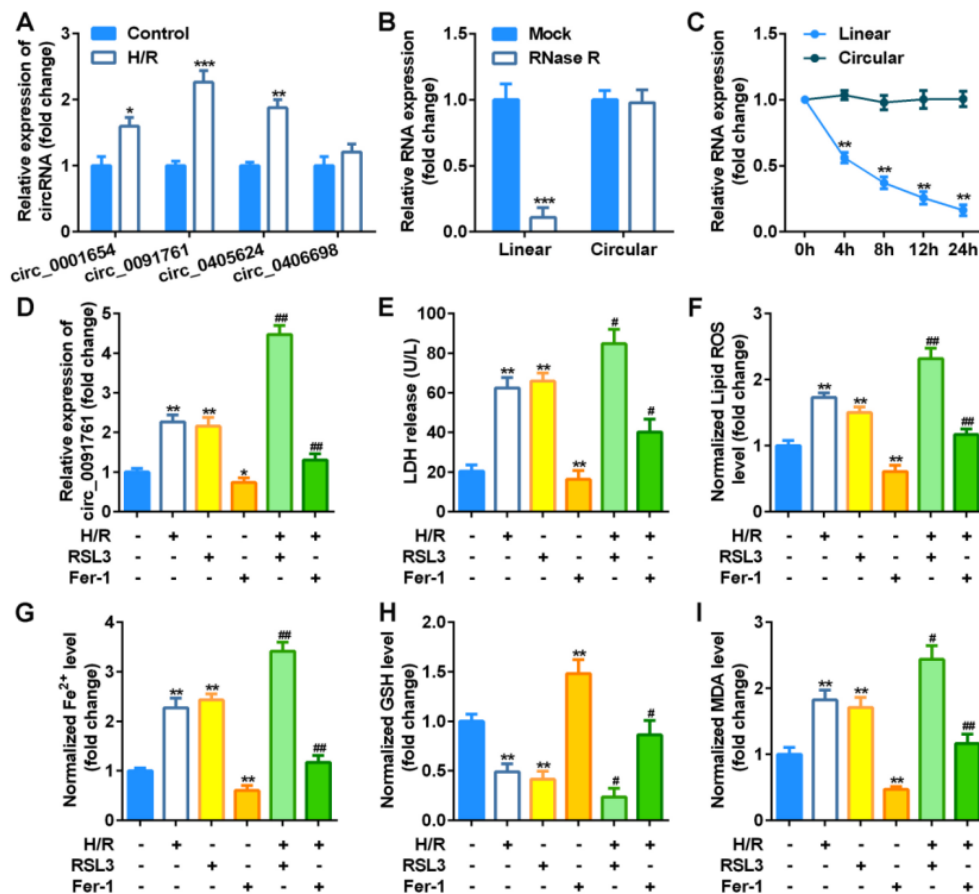 A
Relative expression of
circRNA (fold change)
Control
H/R
3
2
1
0
*
***
**
circ_0001654
circ_0091761
circ_0405624
circ_0406698
B
Relative RNA expression
(fold change)
Mock
RNase R
1.5
1.0
0.5
0.0
***
Linear Circular
C
Relative RNA expression
(fold change)
Linear
Circular
1.5
1.0
0.5
0.0
** ** ** **
0h 4h 8h 12h 24h
D
Relative expression of
circ_0091761 (fold change)
5
4
3
2
1
0
** ** * ## ##
H/R - + - - + +
RSL3 - - + - + -
Fer-1 - - - + - +
E
LDH release (U/L)
100
80
60
40
20
0
** ** ** # #
H/R - + - - + +
RSL3 - - + - + -
Fer-1 - - - + - +
F
Normalized Lipid ROS
level (fold change)
3
2
1
0
** ** ** ## ##
H/R - + - - + +
RSL3 - - + - + -
Fer-1 - - - + - +
G
Normalized Fe2+ level
(fold change)
4
3
2
1
0
** ** ** ## ##
H/R - + - - + +
RSL3 - - + - + -
Fer-1 - - - + - +
H
Normalized GSH level
(fold change)
2.0
1.5
1.0
0.5
0.0
** ** ** # #
H/R - + - - + +
RSL3 - - + - + -
Fer-1 - - - + - +
I
Normalized MDA level
(fold change)
3
2
1
0
** ** ** # ##
H/R - + - - + +
RSL3 - - + - + -
Fer-1 - - - + - +